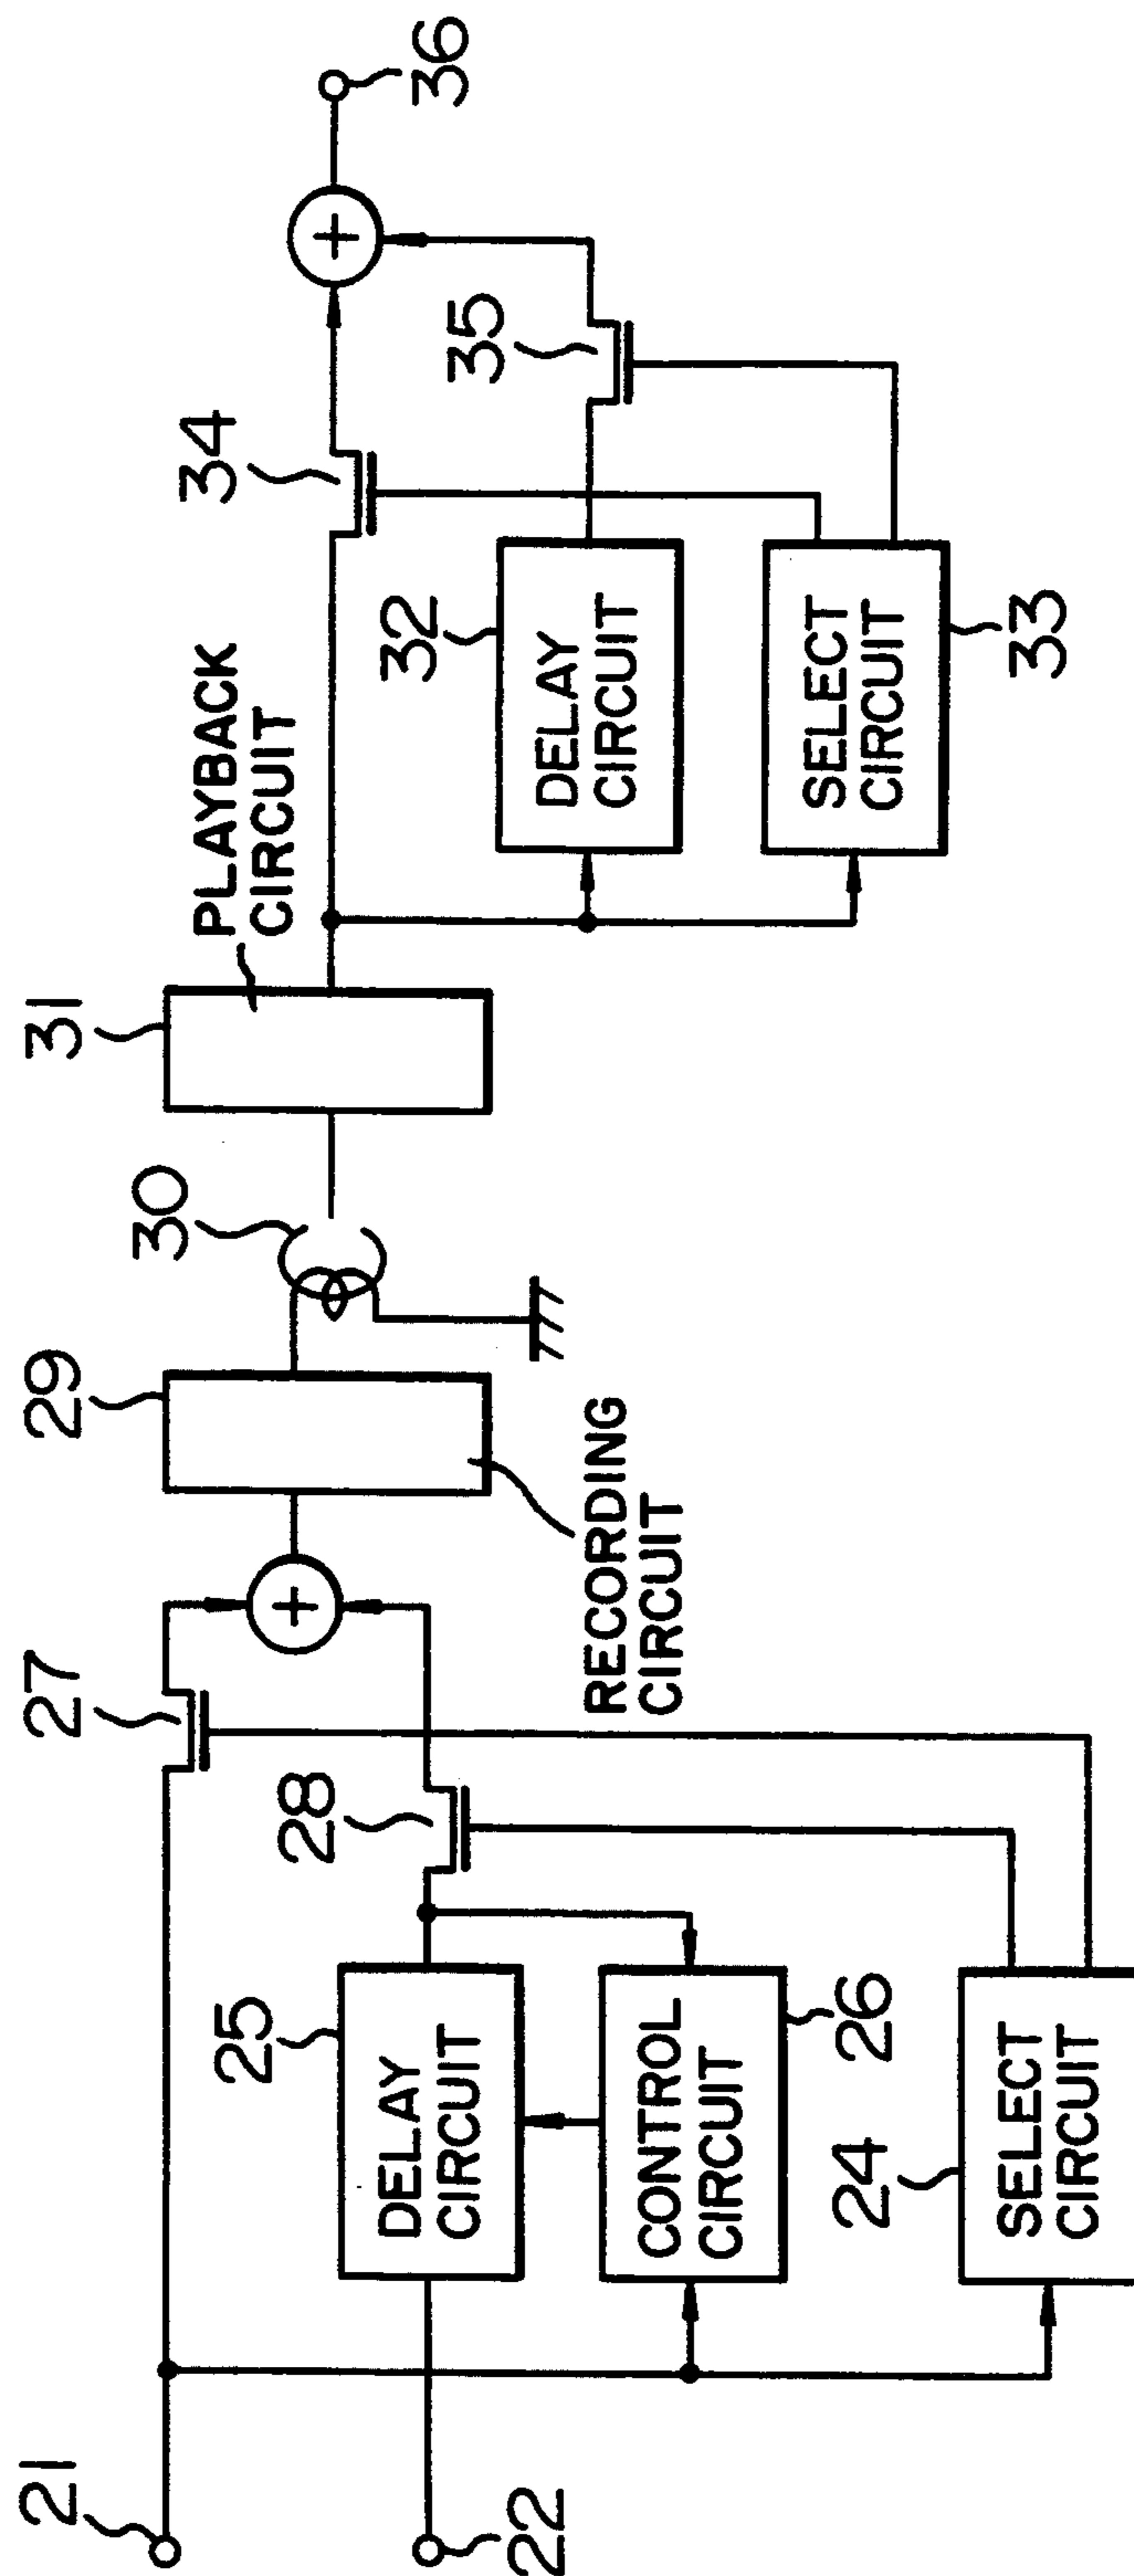 21
22
25
DELAY
CIRCUIT
CONTROL
CIRCUIT
26
24
SELECT
CIRCUIT
27
28
29
RECORDING
CIRCUIT
30
31
PLAYBACK
CIRCUIT
32
DELAY
CIRCUIT
SELECT
CIRCUIT
33
34
35
+
+
36